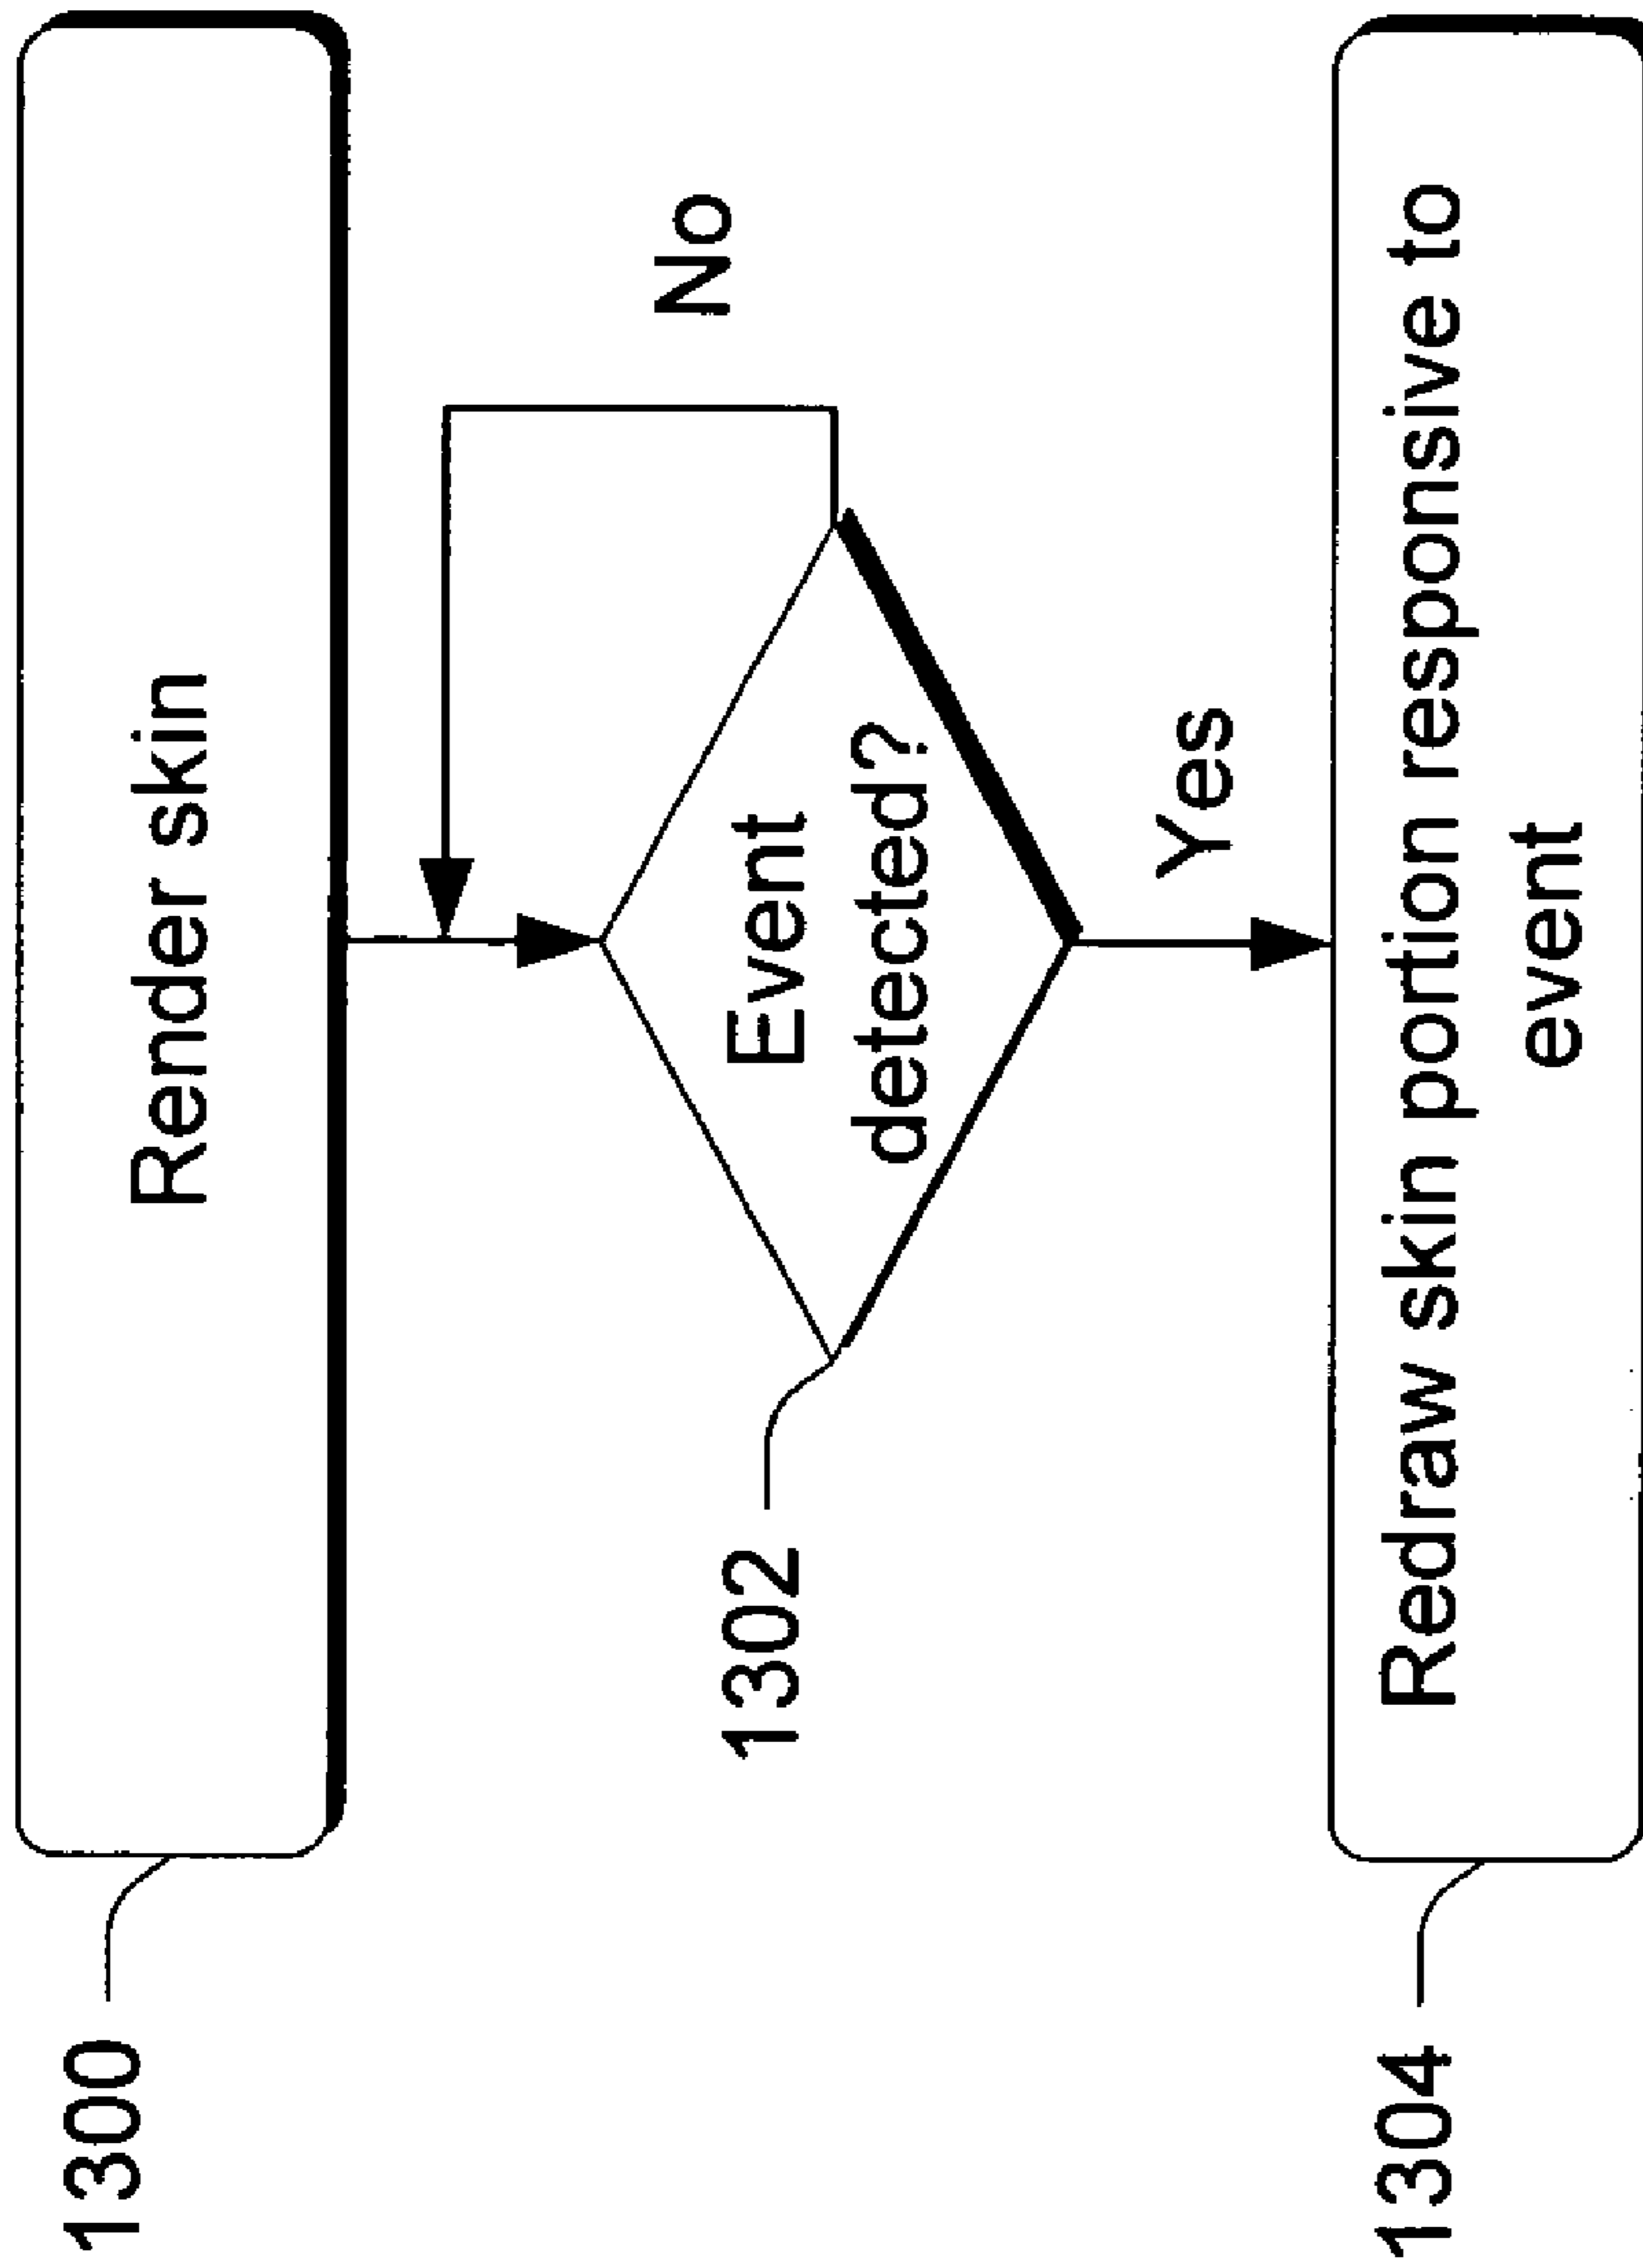 1300
Render skin
No
1302
Event
detected?
Yes
1304
Redraw skin portion responsive to
event